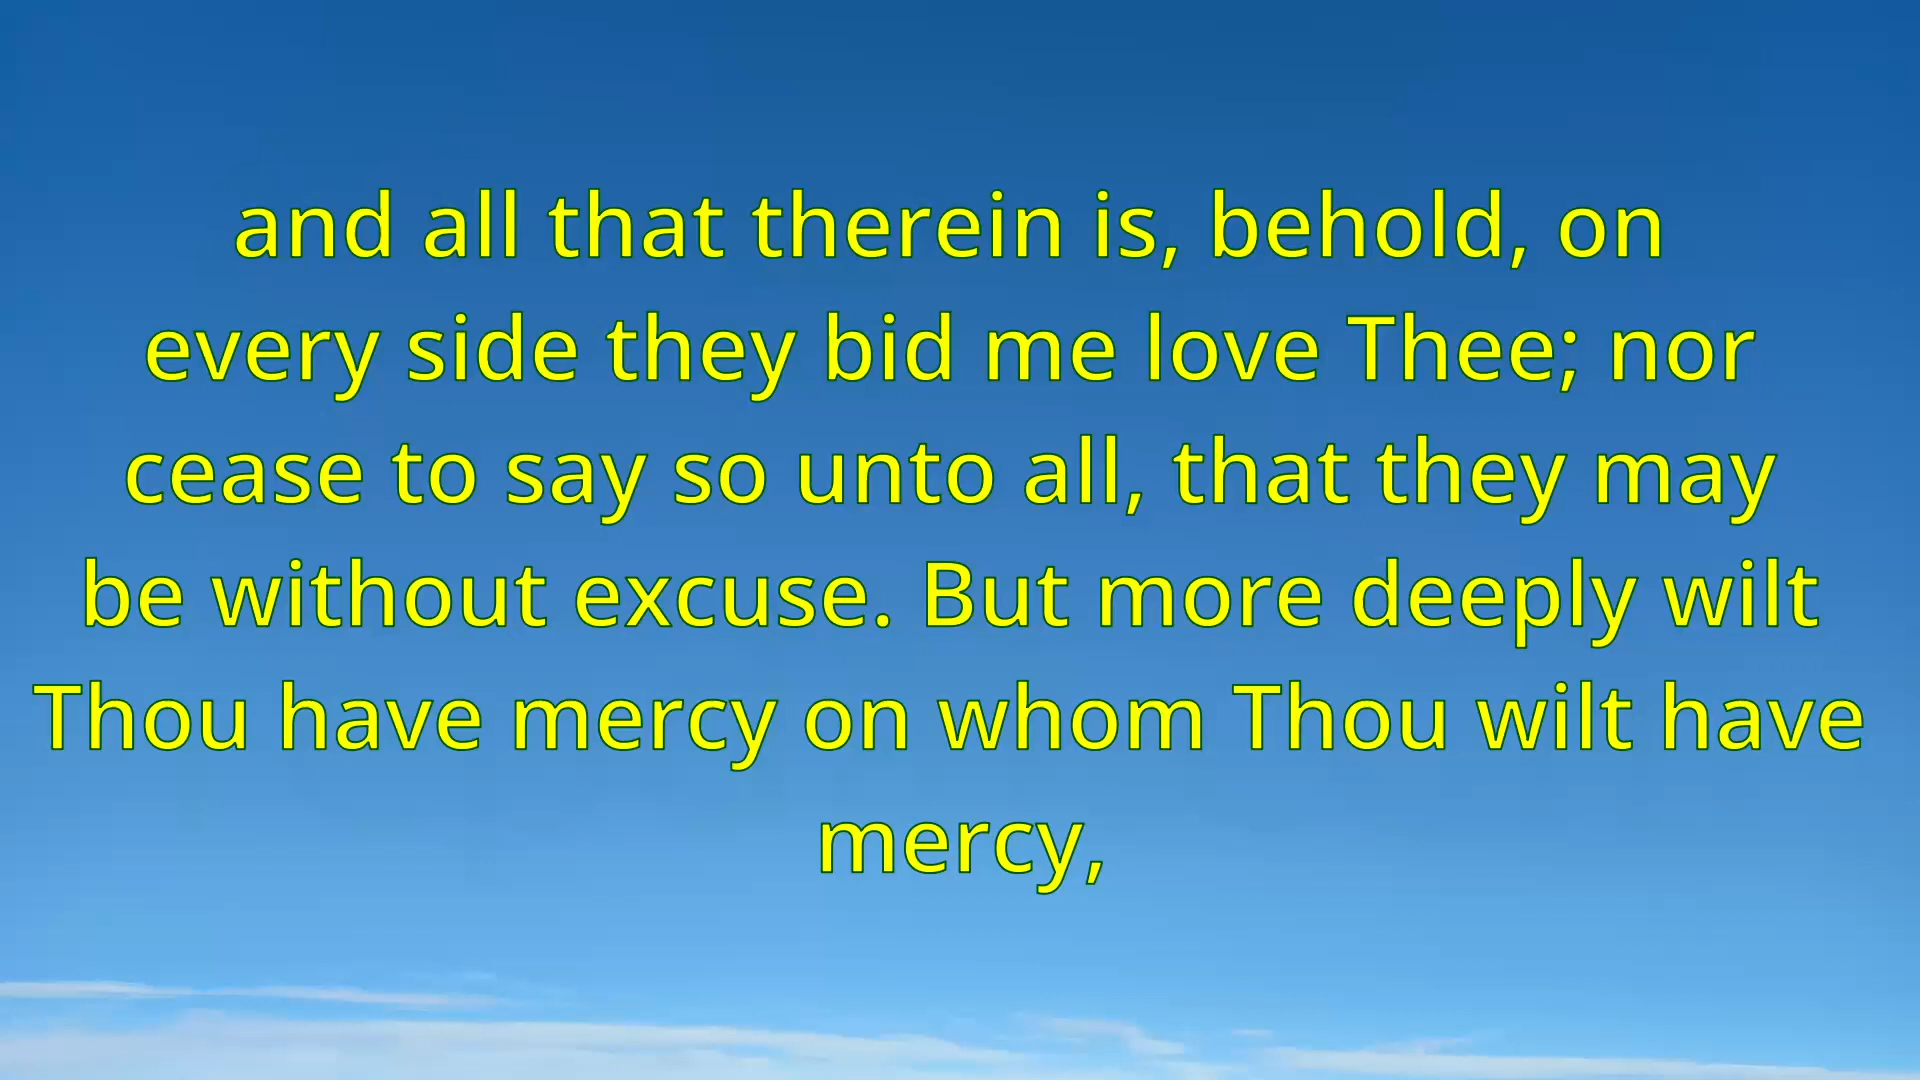 and all that therein is, behold, on
every side they bid me love Thee; nor
cease to say so unto all, that they may
be without excuse. But more deeply wilt
Thou have mercy on whom Thou wilt have
mercy,